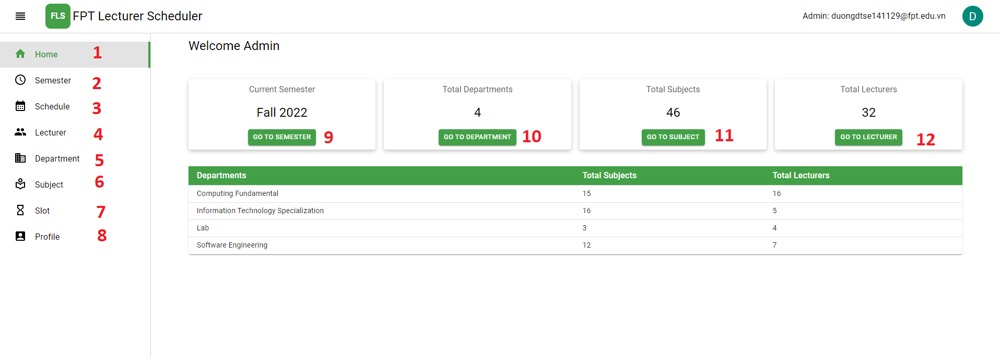 FLS FPT Lecturer Scheduler
Admin: duongdtse141129@fpt.edu.vn
D
Home 1
Semester 2
Schedule 3
Lecturer 4
Department 5
Subject 6
Slot 7
Profile 8
Welcome Admin
Current Semester
Fall 2022
GO TO SEMESTER 9
Total Departments
4
GO TO DEPARTMENT 10
Total Subjects
46
GO TO SUBJECT 11
Total Lecturers
32
GO TO LECTURER 12
Departments Total Subjects Total Lecturers
Computing Fundamental 15 16
Information Technology Specialization 16 5
Lab 3 4
Software Engineering 12 7